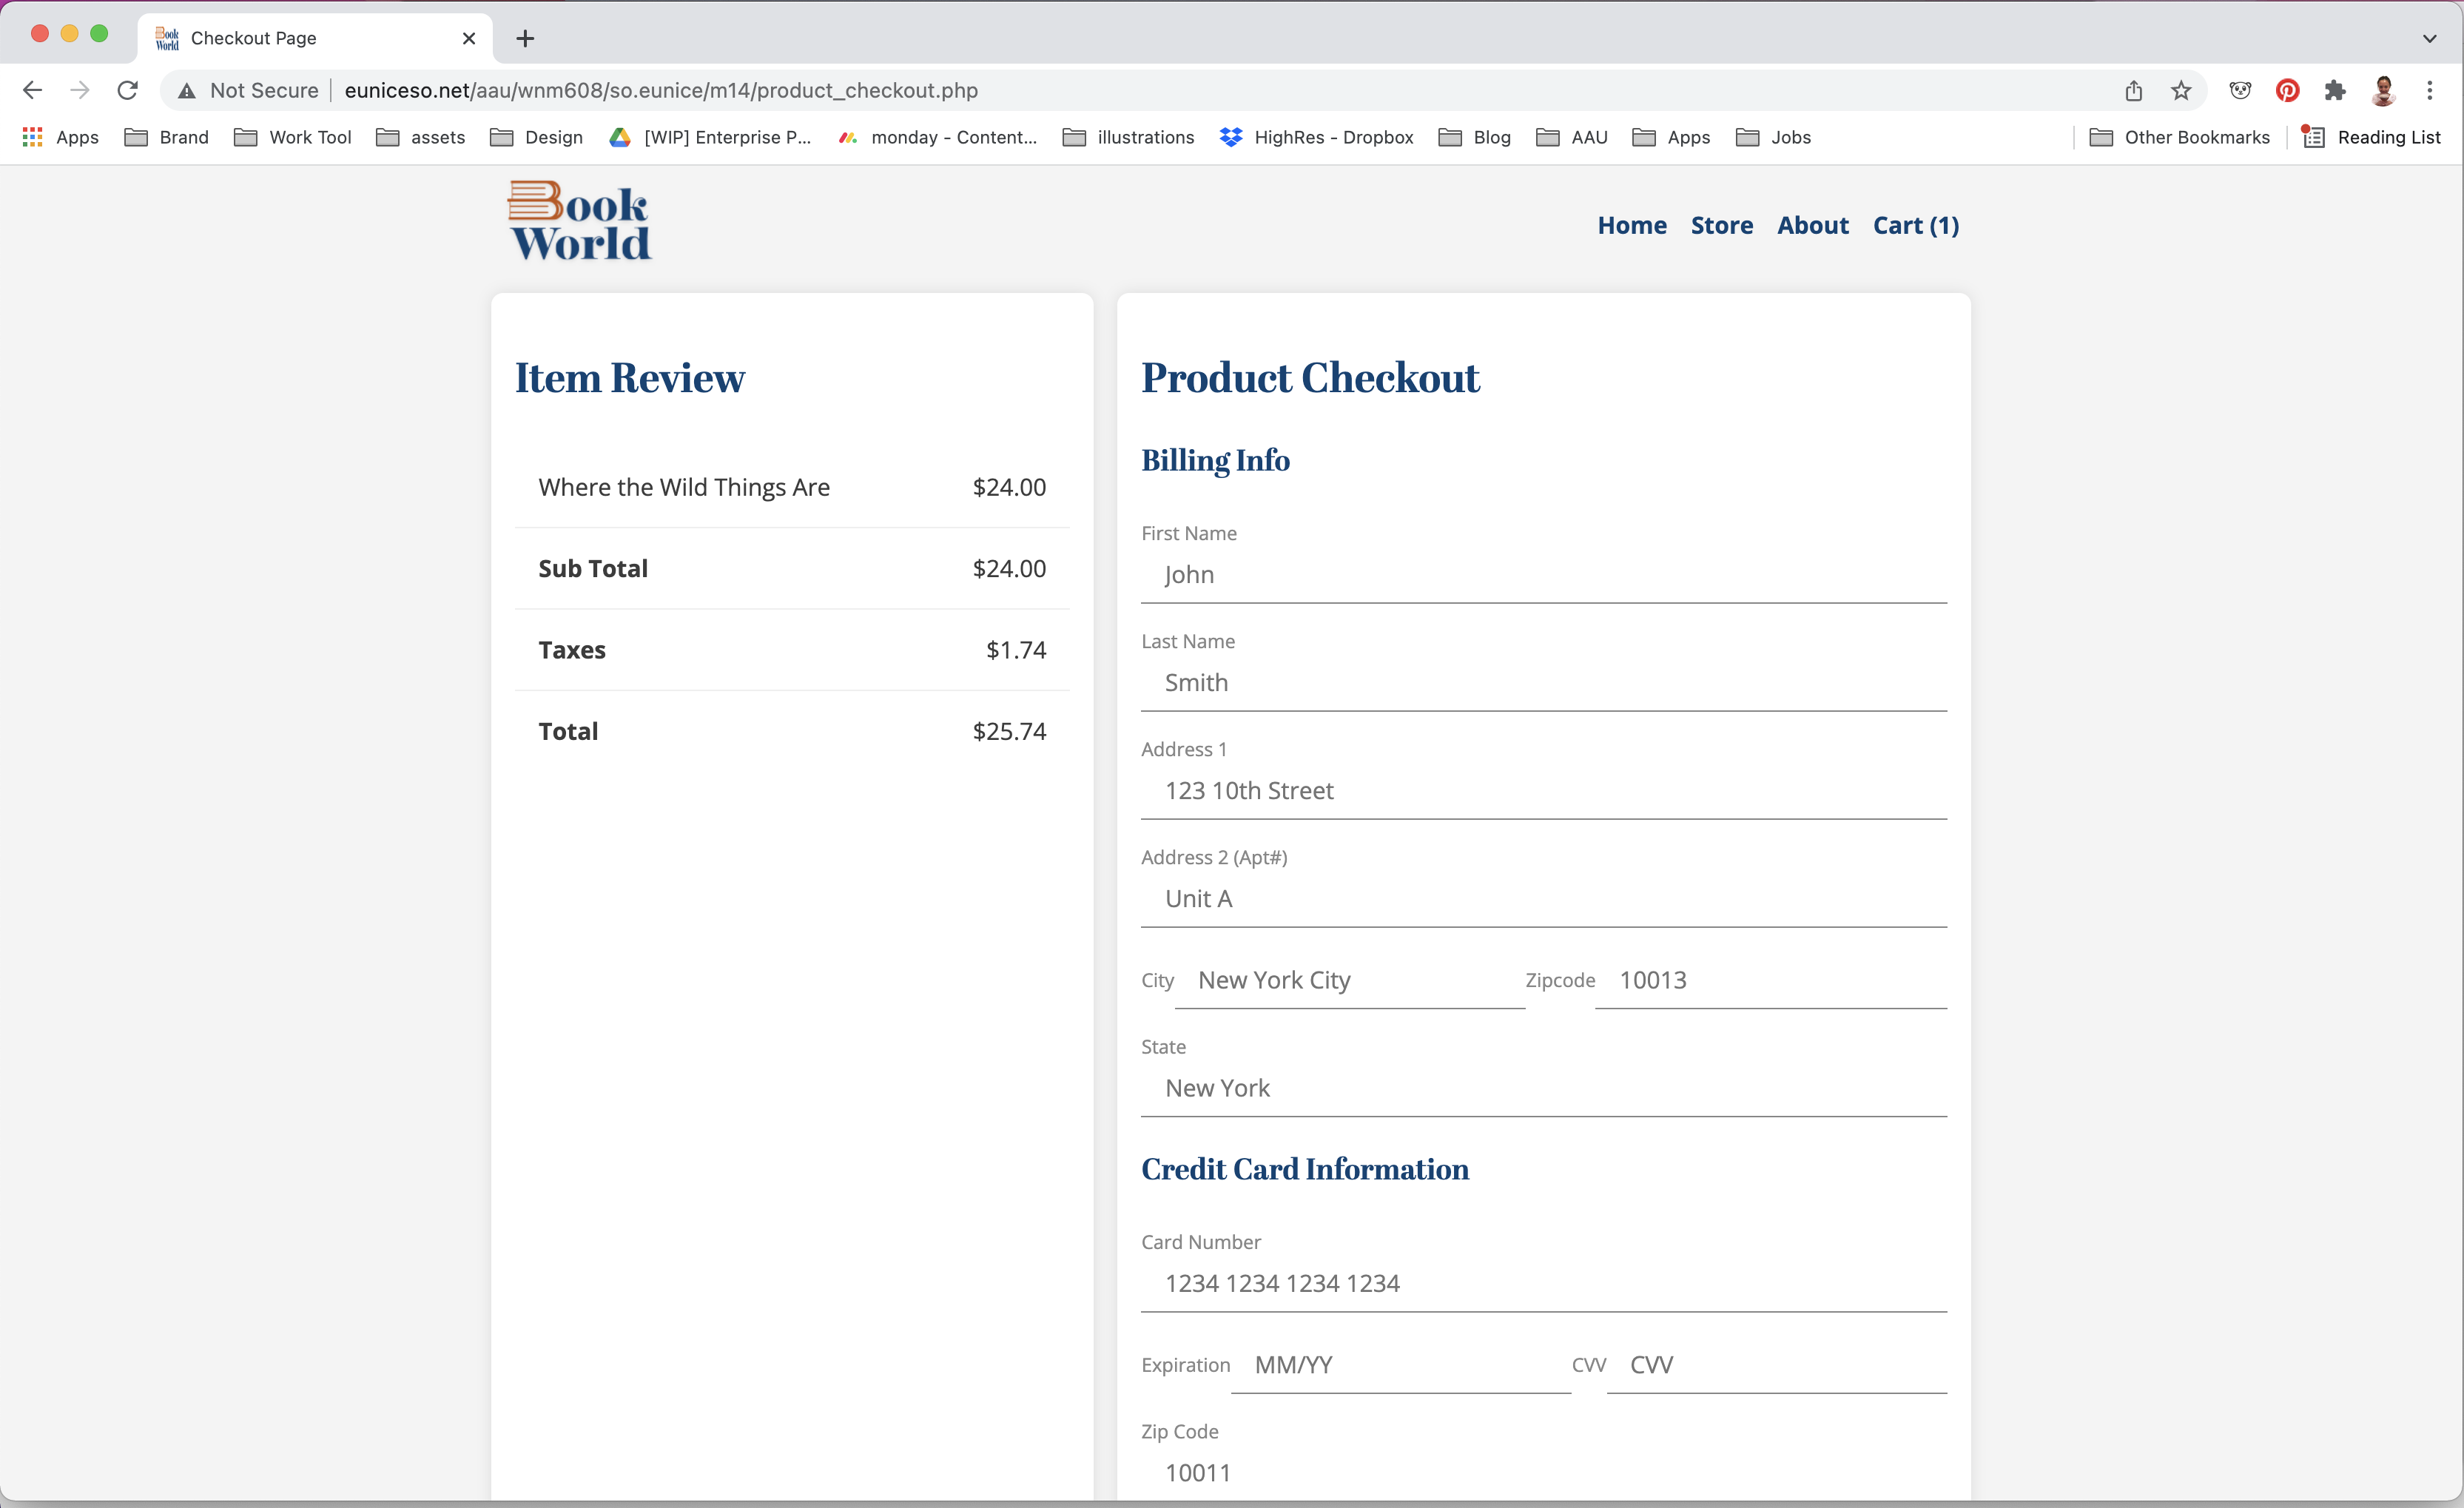 Book World Checkout Page
Not Secure euniceso.net/aau/wnm608/so.eunice/m14/product_checkout.php
Apps Brand Work Tool assets Design [WIP] Enterprise P... monday - Content... illustrations HighRes - Dropbox Blog AAU Apps Jobs Other Bookmarks Reading List
Book
World
Home Store About Cart (1)
Item Review
Where the Wild Things Are $24.00
Sub Total $24.00
Taxes $1.74
Total $25.74
Product Checkout
Billing Info
First Name
John
Last Name
Smith
Address 1
123 10th Street
Address 2 (Apt#)
Unit A
City New York City Zipcode 10013
State
New York
Credit Card Information
Card Number
1234 1234 1234 1234
Expiration MM/YY CVV CVV
Zip Code
10011